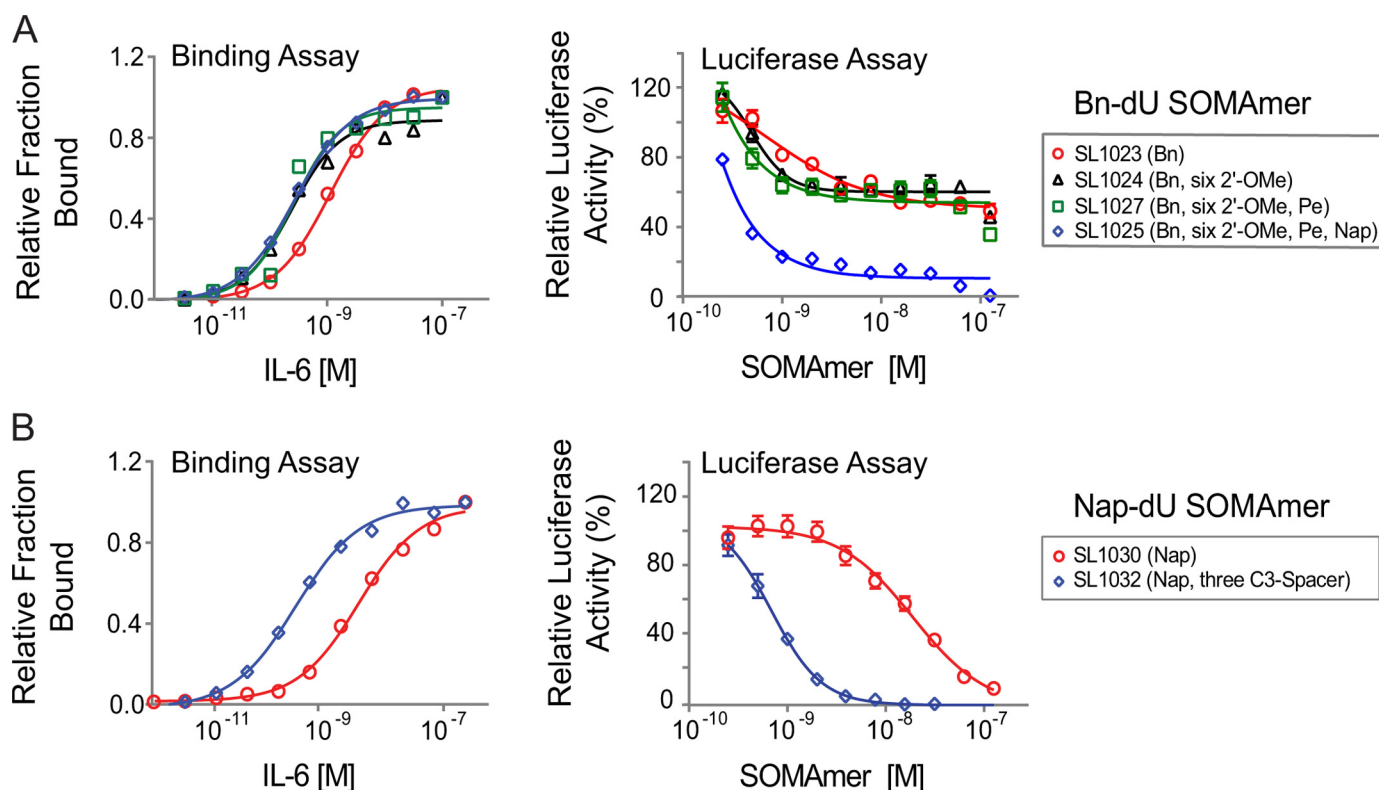 A
Binding Assay
Relative Fraction
Bound
1.2
0.8
0.4
0.0
10-11
10-9
10-7
IL-6 [M]
Luciferase Assay
Relative Luciferase
Activity (%)
120
80
40
0
10-10
10-9
10-8
10-7
SOMAmer [M]
Bn-dU SOMAmer
SL1023 (Bn)
SL1024 (Bn, six 2'-OMe)
SL1027 (Bn, six 2'-OMe, Pe)
SL1025 (Bn, six 2'-OMe, Pe, Nap)
B
Binding Assay
Relative Fraction
Bound
1.2
0.8
0.4
0.0
10-11
10-9
10-7
IL-6 [M]
Luciferase Assay
Relative Luciferase
Activity (%)
120
80
40
0
10-10
10-9
10-8
10-7
SOMAmer [M]
Nap-dU SOMAmer
SL1030 (Nap)
SL1032 (Nap, three C3-Spacer)